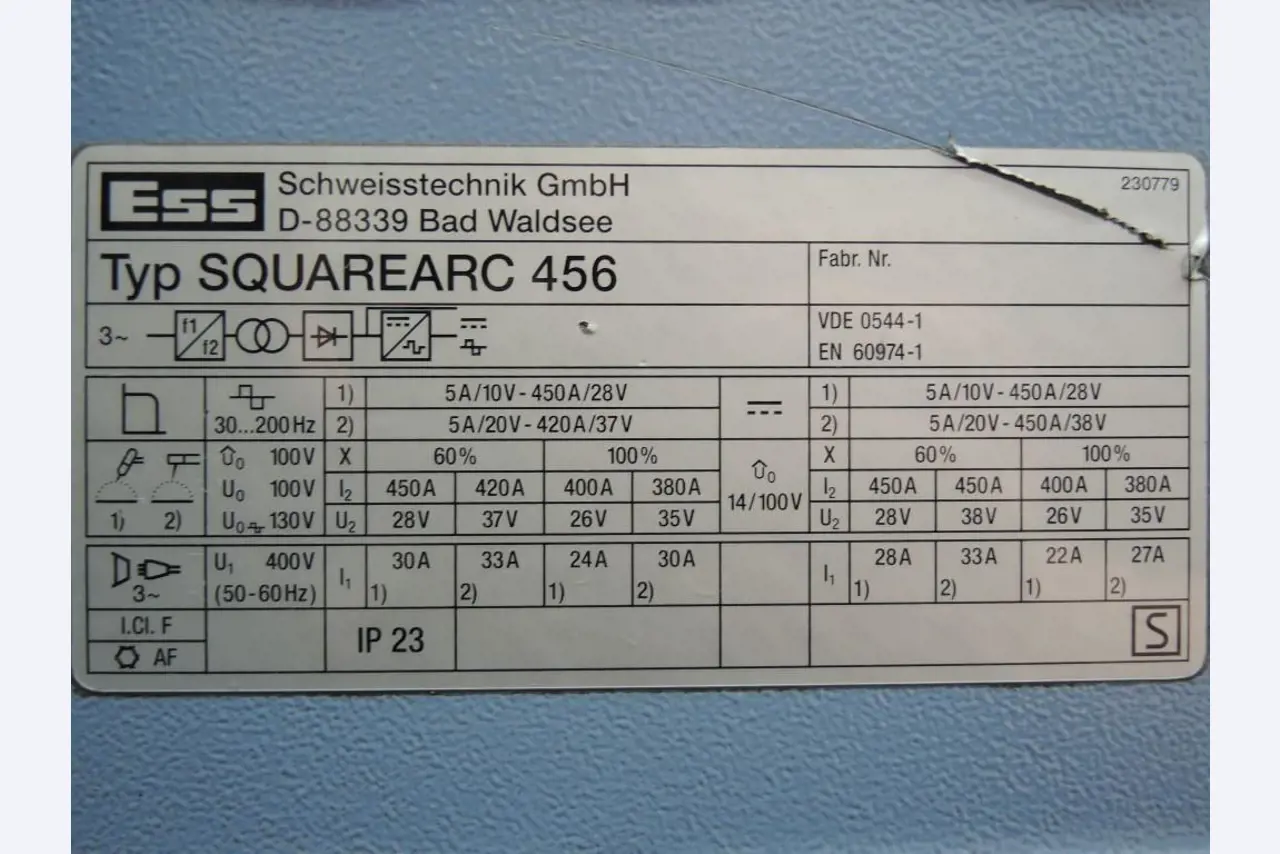 Ess Schweisstechnik GmbH
D-88339 Bad Waldsee
230779
Typ SQUAREARC 456
Fabr. Nr.
3~ f1 f2
VDE 0544-1
EN 60974-1
1) 5A/10V - 450A/28V 1) 5A/10V - 450A/28V
30...200Hz 2) 5A/20V - 420A/37V 2) 5A/20V - 450A/38V
Û0 100V X 60% 100% Û0 X 60% 100%
U0 100V I2 450A 420A 400A 380A 14/100V I2 450A 450A 400A 380A
1) 2) U0 130V U2 28V 37V 26V 35V U2 28V 38V 26V 35V
U1 400V I1 30A 33A 24A 30A I1 28A 33A 22A 27A
3~ (50-60Hz) 1) 2) 1) 2) 1) 2) 1) 2)
I.Cl. F IP 23 S
AF